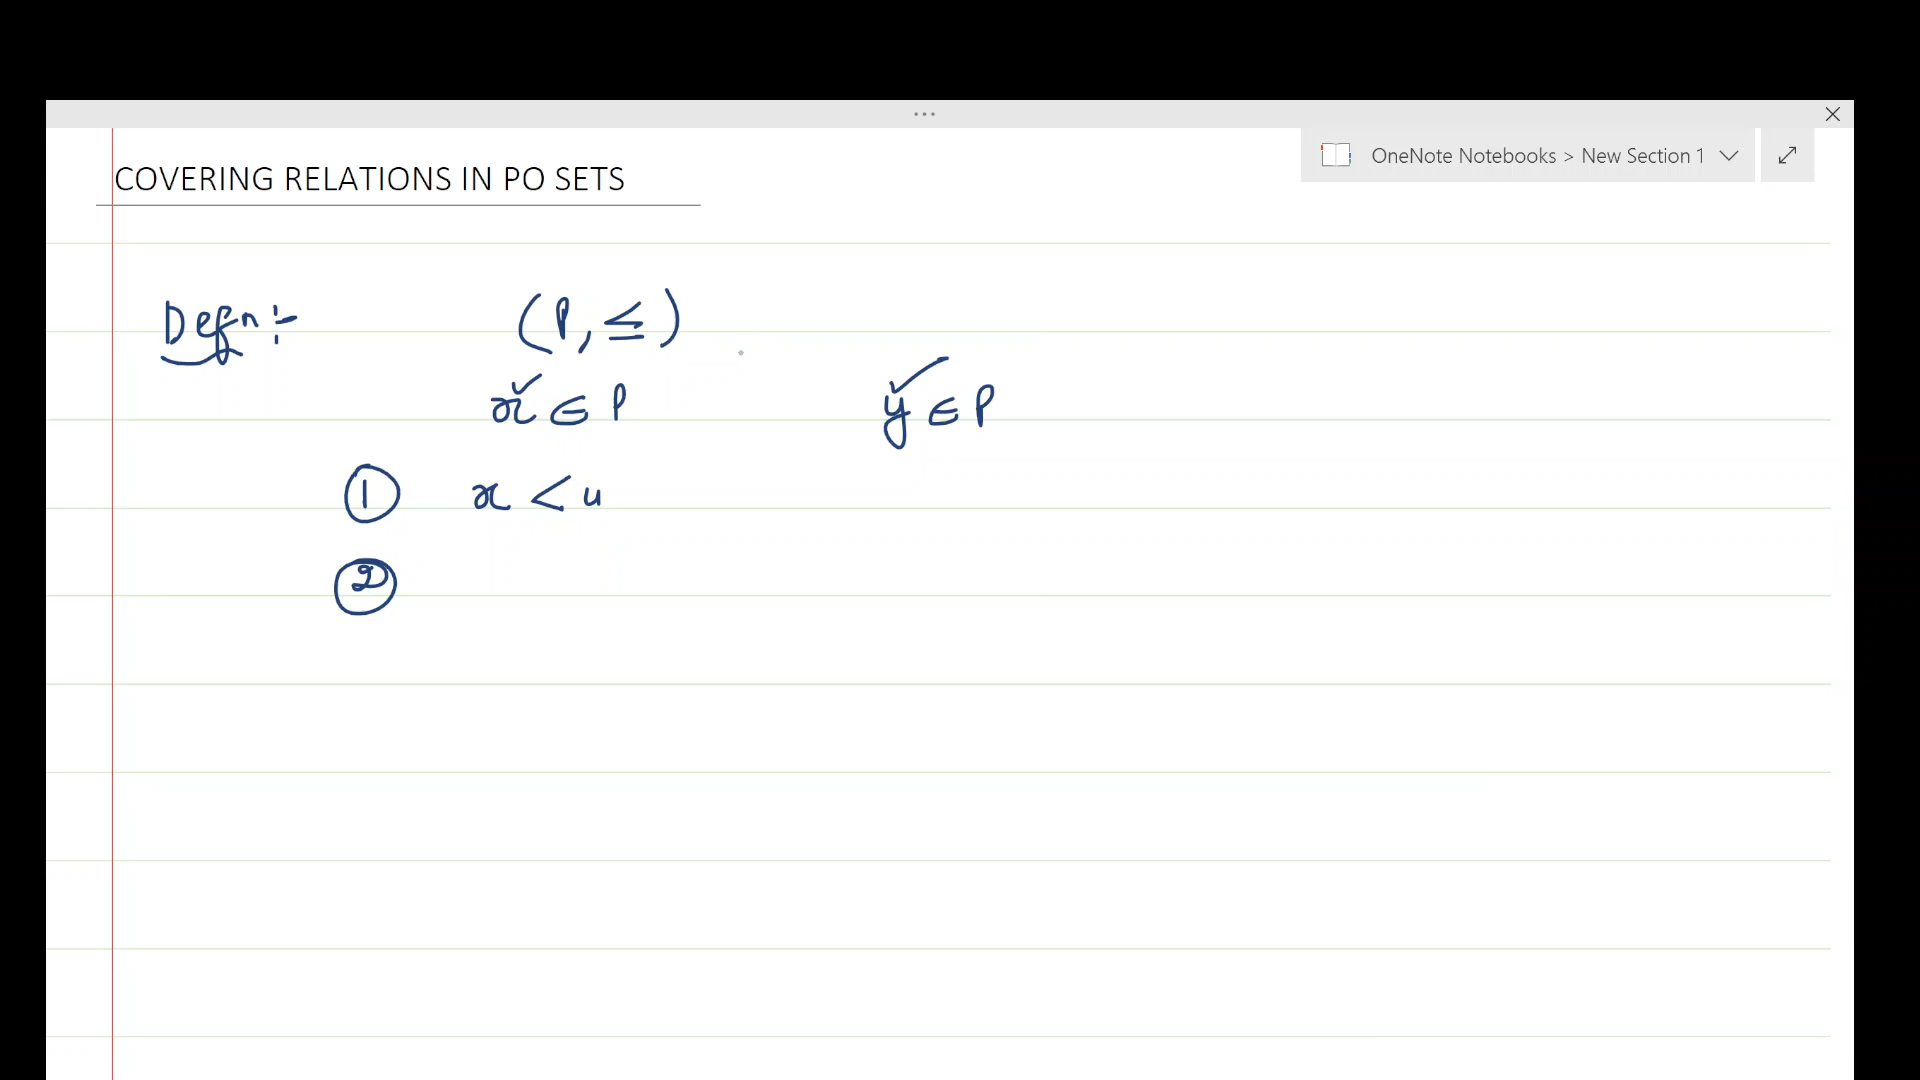 ...
OneNote Notebooks > New Section 1
COVERING RELATIONS IN PO SETS
Defn :- (P, ≤)
x ∈ P y ∈ P
1 x < u
2